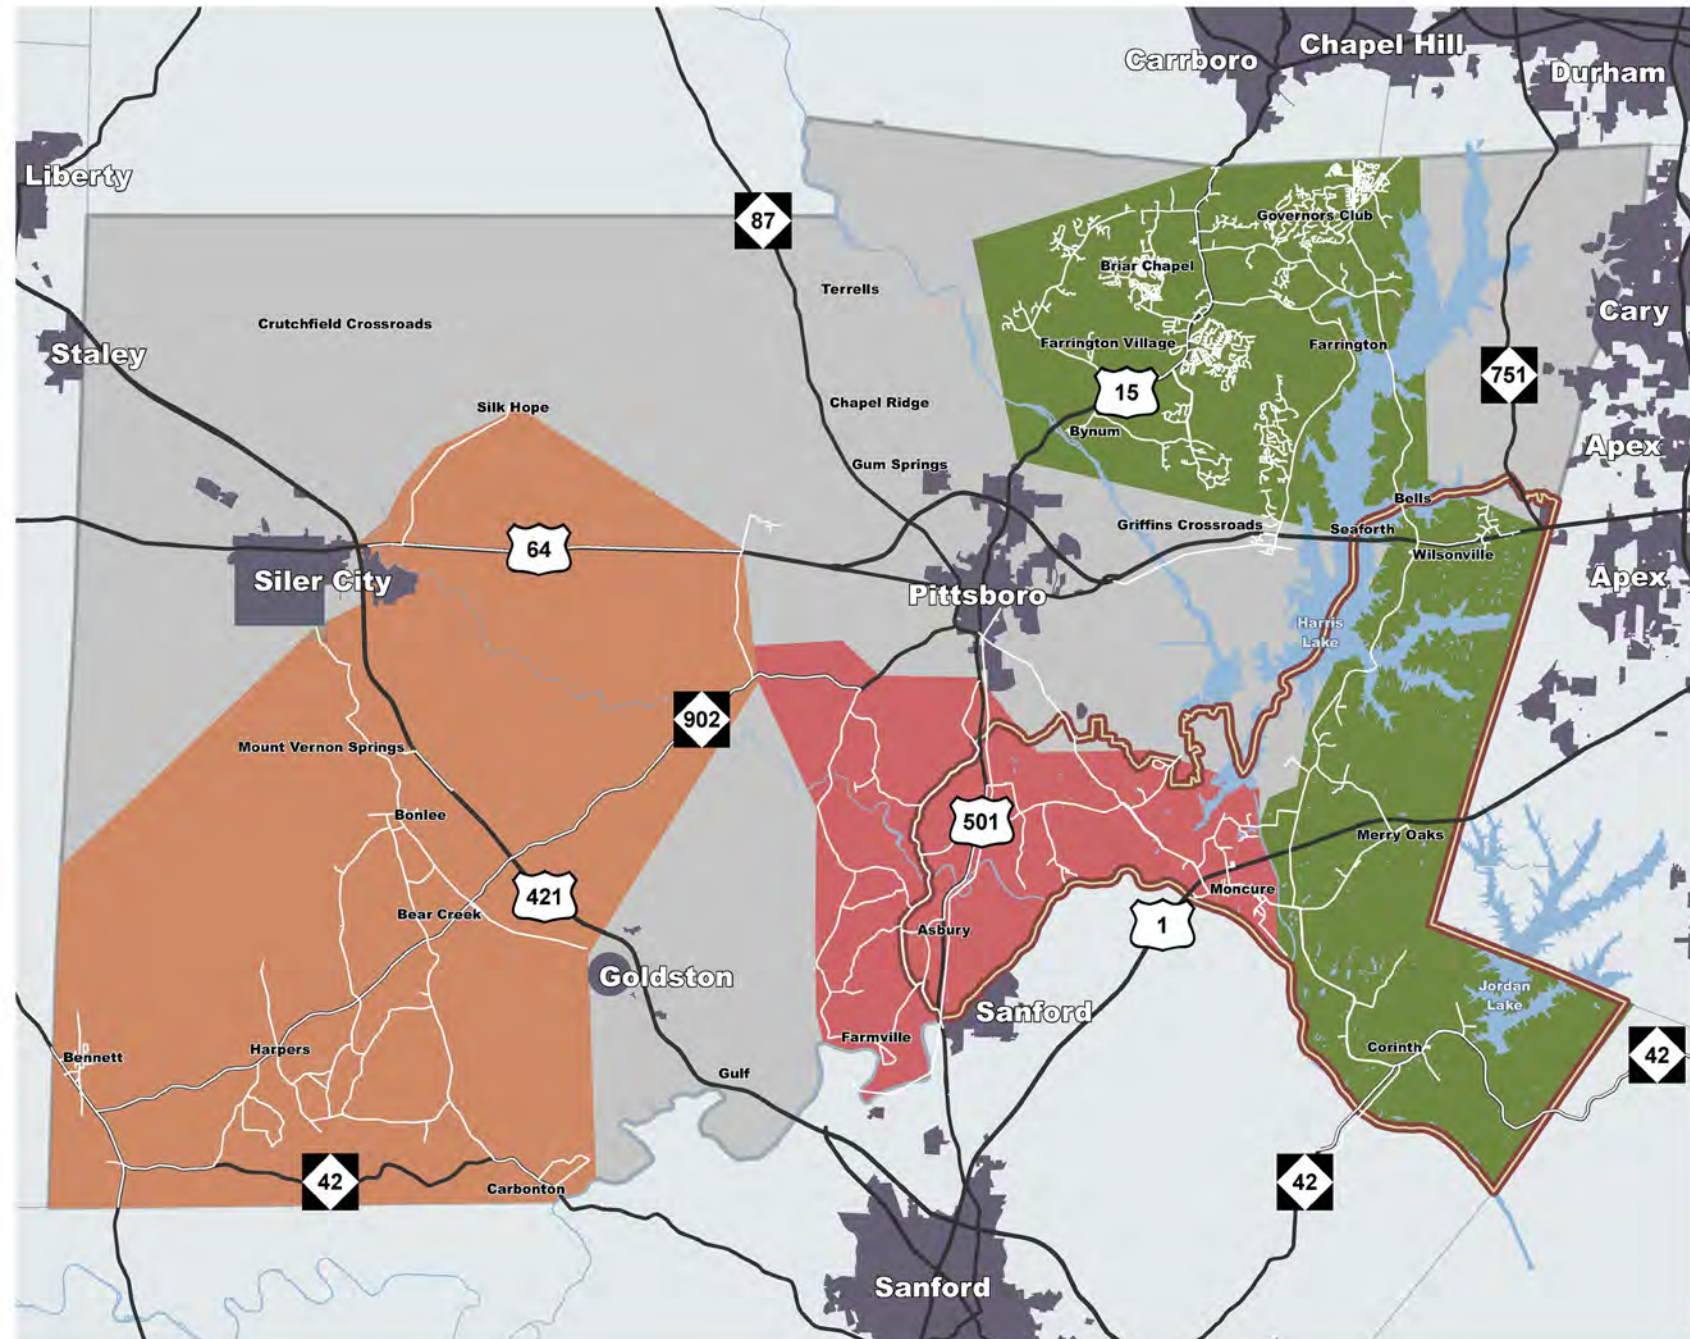 Chapel Hill
Carrboro
Durham
Liberty
87
Governors Club
Briar Chapel
Terrells
Cary
Crutchfield Crossroads
Farrington Village
Farrington
Staley
751
15
Chapel Ridge
Silk Hope
Bynum
Apex
Gum Springs
Bells
Griffins Crossroads
Seaforth
64
Wilsonville
Siler City
Apex
Pittsboro
Harris
Lake
902
Mount Vernon Springs
Bonlee
501
Merry Oaks
421
Moncure
Bear Creek
1
Asbury
Goldston
Jordan
Lake
Sanford
Farmville
Harpers
Corinth
Bennett
42
Gulf
42
42
Carbonton
Sanford